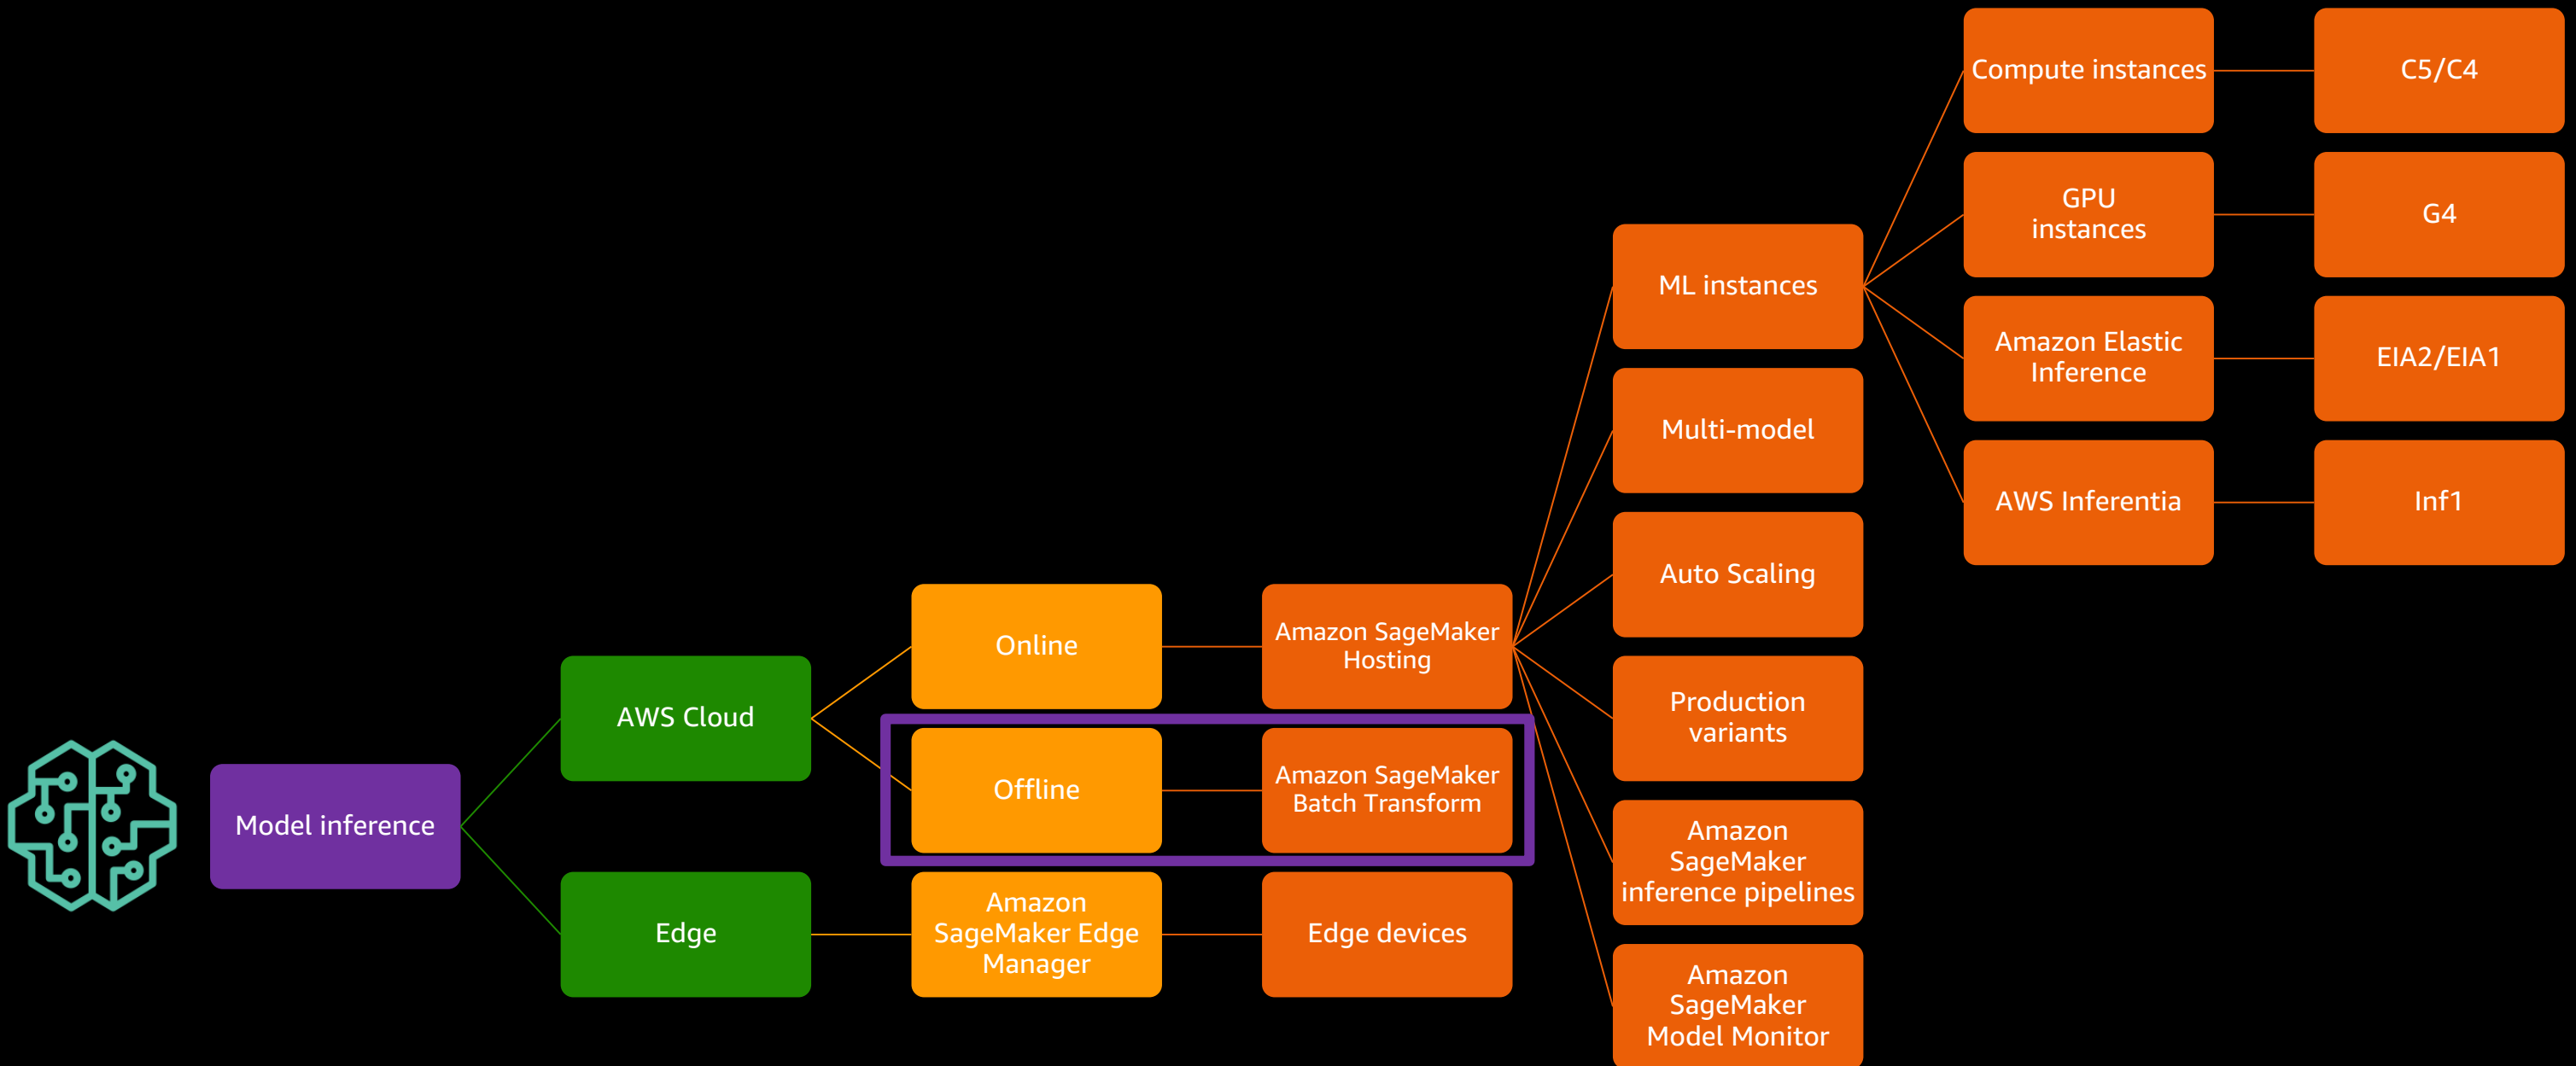 Model inference
AWS Cloud
Edge
Online
Offline
Amazon
SageMaker Edge
Manager
Amazon SageMaker
Hosting
Amazon SageMaker
Batch Transform
Edge devices
ML instances
Multi-model
Auto Scaling
Production
variants
Amazon
SageMaker
inference pipelines
Amazon
SageMaker
Model Monitor
Compute instances
GPU
instances
Amazon Elastic
Inference
AWS Inferentia
C5/C4
G4
EIA2/EIA1
Inf1